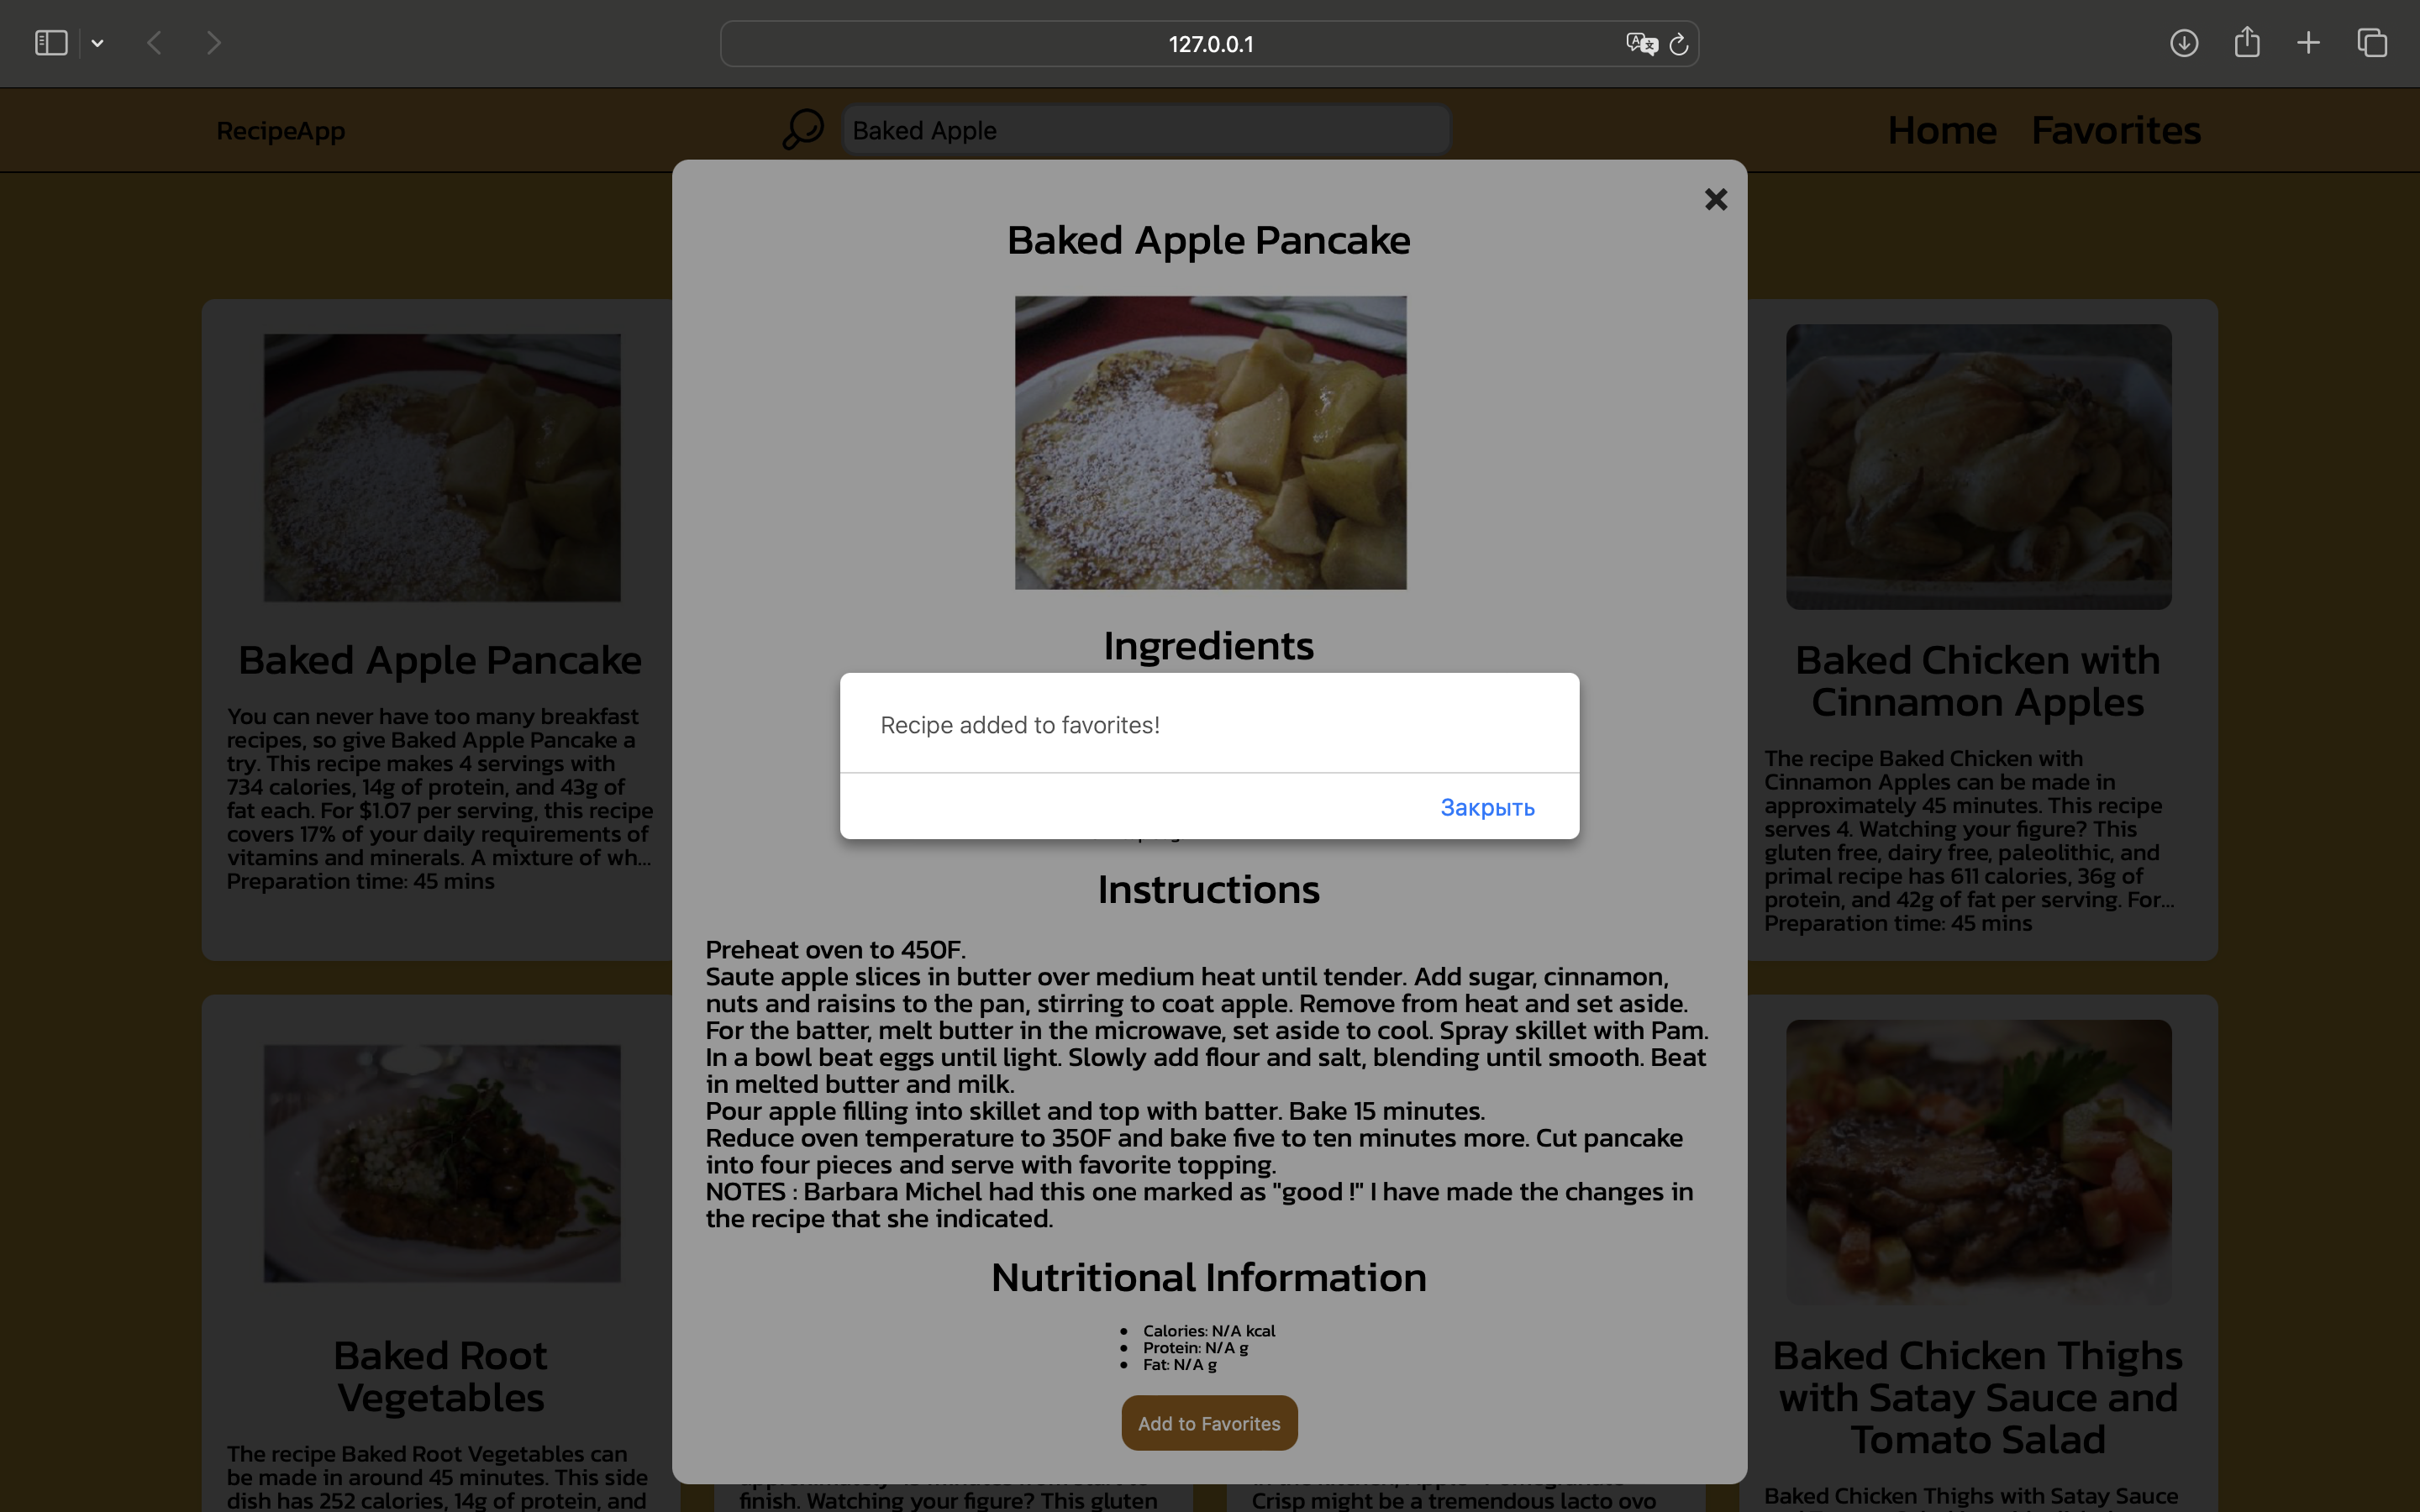 127.0.0.1
RecipeApp
Baked Apple
Home Favorites
Baked Apple Pancake
Ingredients
Recipe added to favorites!
Закрыть
Instructions
Preheat oven to 450F.
Saute apple slices in butter over medium heat until tender. Add sugar, cinnamon,
nuts and raisins to the pan, stirring to coat apple. Remove from heat and set aside.
For the batter, melt butter in the microwave, set aside to cool. Spray skillet with Pam.
In a bowl beat eggs until light. Slowly add flour and salt, blending until smooth. Beat
in melted butter and milk.
Pour apple filling into skillet and top with batter. Bake 15 minutes.
Reduce oven temperature to 350F and bake five to ten minutes more. Cut pancake
into four pieces and serve with favorite topping.
NOTES : Barbara Michel had this one marked as "good !" I have made the changes in
the recipe that she indicated.
Nutritional Information
Calories: N/A kcal
Protein: N/A g
Fat: N/A g
Add to Favorites
Baked Apple Pancake
You can never have too many breakfast
recipes, so give Baked Apple Pancake a
try. This recipe makes 4 servings with
734 calories, 14g of protein, and 43g of
fat each. For $1.07 per serving, this recipe
covers 17% of your daily requirements of
vitamins and minerals. A mixture of wh...
Preparation time: 45 mins
Baked Chicken with
Cinnamon Apples
The recipe Baked Chicken with
Cinnamon Apples can be made in
approximately 45 minutes. This recipe
serves 4. Watching your figure? This
gluten free, dairy free, paleolithic, and
primal recipe has 611 calories, 36g of
protein, and 42g of fat per serving. For...
Preparation time: 45 mins
Baked Root
Vegetables
The recipe Baked Root Vegetables can
be made in around 45 minutes. This side
dish has 252 calories, 14g of protein, and
finish. Watching your figure? This gluten
Crisp might be a tremendous lacto ovo
Baked Chicken Thighs
with Satay Sauce and
Tomato Salad
Baked Chicken Thighs with Satay Sauce